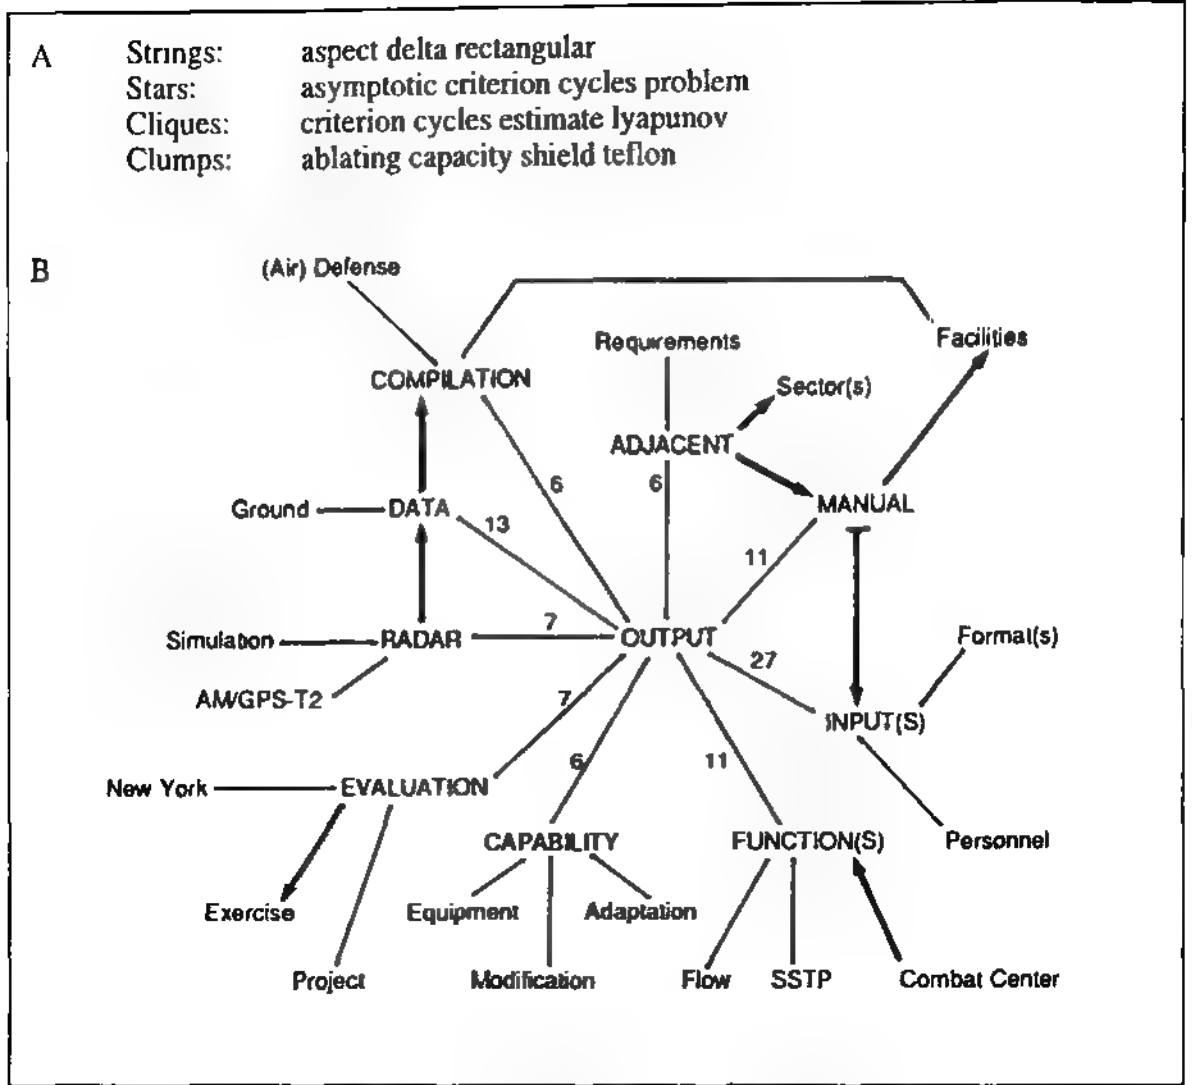 A
Strings: aspect delta rectangular
Stars: asymptotic criterion cycles problem
Cliques: criterion cycles estimate lyapunov
Clumps: ablating capacity shield teflon
B
(Air) Defense
Requirements
Facilities
COMPILATION
Sector(s)
ADJACENT
6
6
Ground
DATA
13
MANUAL
11
7
Simulation
RADAR
OUTPUT
27
Format(s)
AM/GPS-T2
7
INPUT(S)
6
11
New York
EVALUATION
CAPABILITY
FUNCTION(S)
Personnel
Exercise
Equipment
Adaptation
Project
Modification
Flow
SSTP
Combat Center